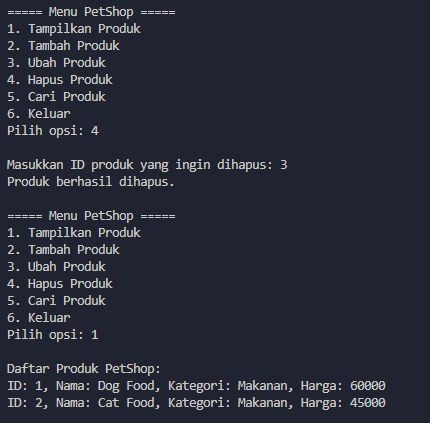 ===== Menu PetShop =====
1. Tampilkan Produk
2. Tambah Produk
3. Ubah Produk
4. Hapus Produk
5. Cari Produk
6. Keluar
Pilih opsi: 4

Masukkan ID produk yang ingin dihapus: 3
Produk berhasil dihapus.

===== Menu PetShop =====
1. Tampilkan Produk
2. Tambah Produk
3. Ubah Produk
4. Hapus Produk
5. Cari Produk
6. Keluar
Pilih opsi: 1

Daftar Produk PetShop:
ID: 1, Nama: Dog Food, Kategori: Makanan, Harga: 60000
ID: 2, Nama: Cat Food, Kategori: Makanan, Harga: 45000